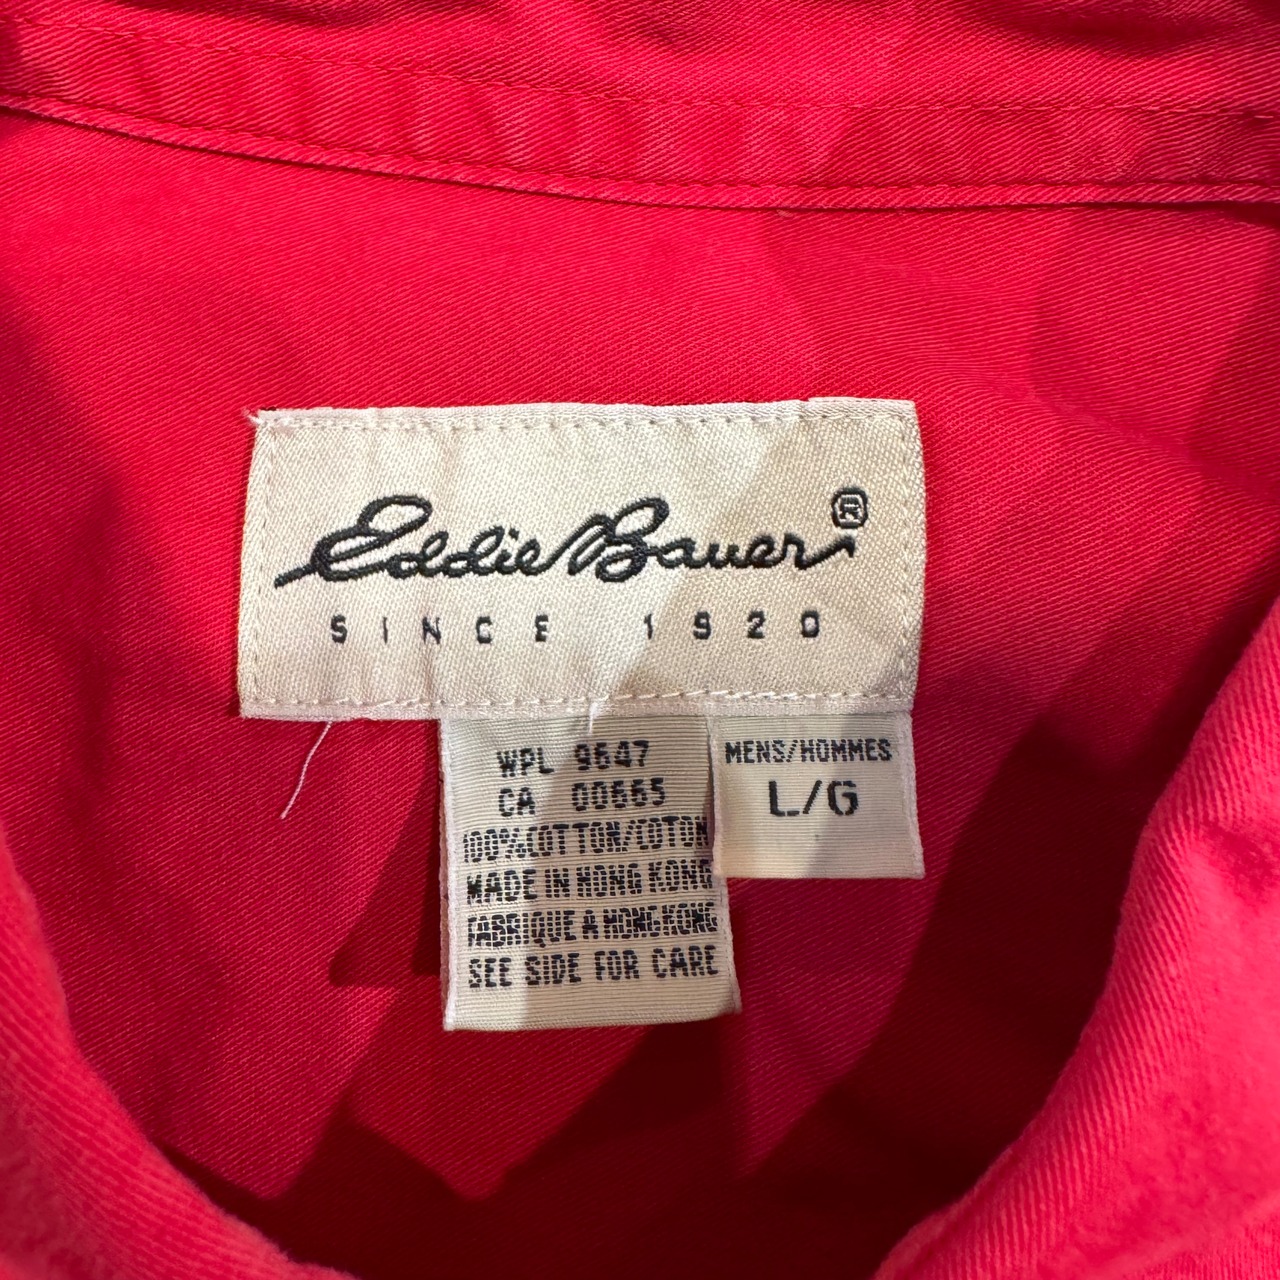 Eddie Bauer®
SINCE 1920
WPL 9647
CA 00665
100% COTTON/COTON
MADE IN HONG KONG
FABRIQUE A HONG KONG
SEE SIDE FOR CARE
MENS/HOMMES
L/G